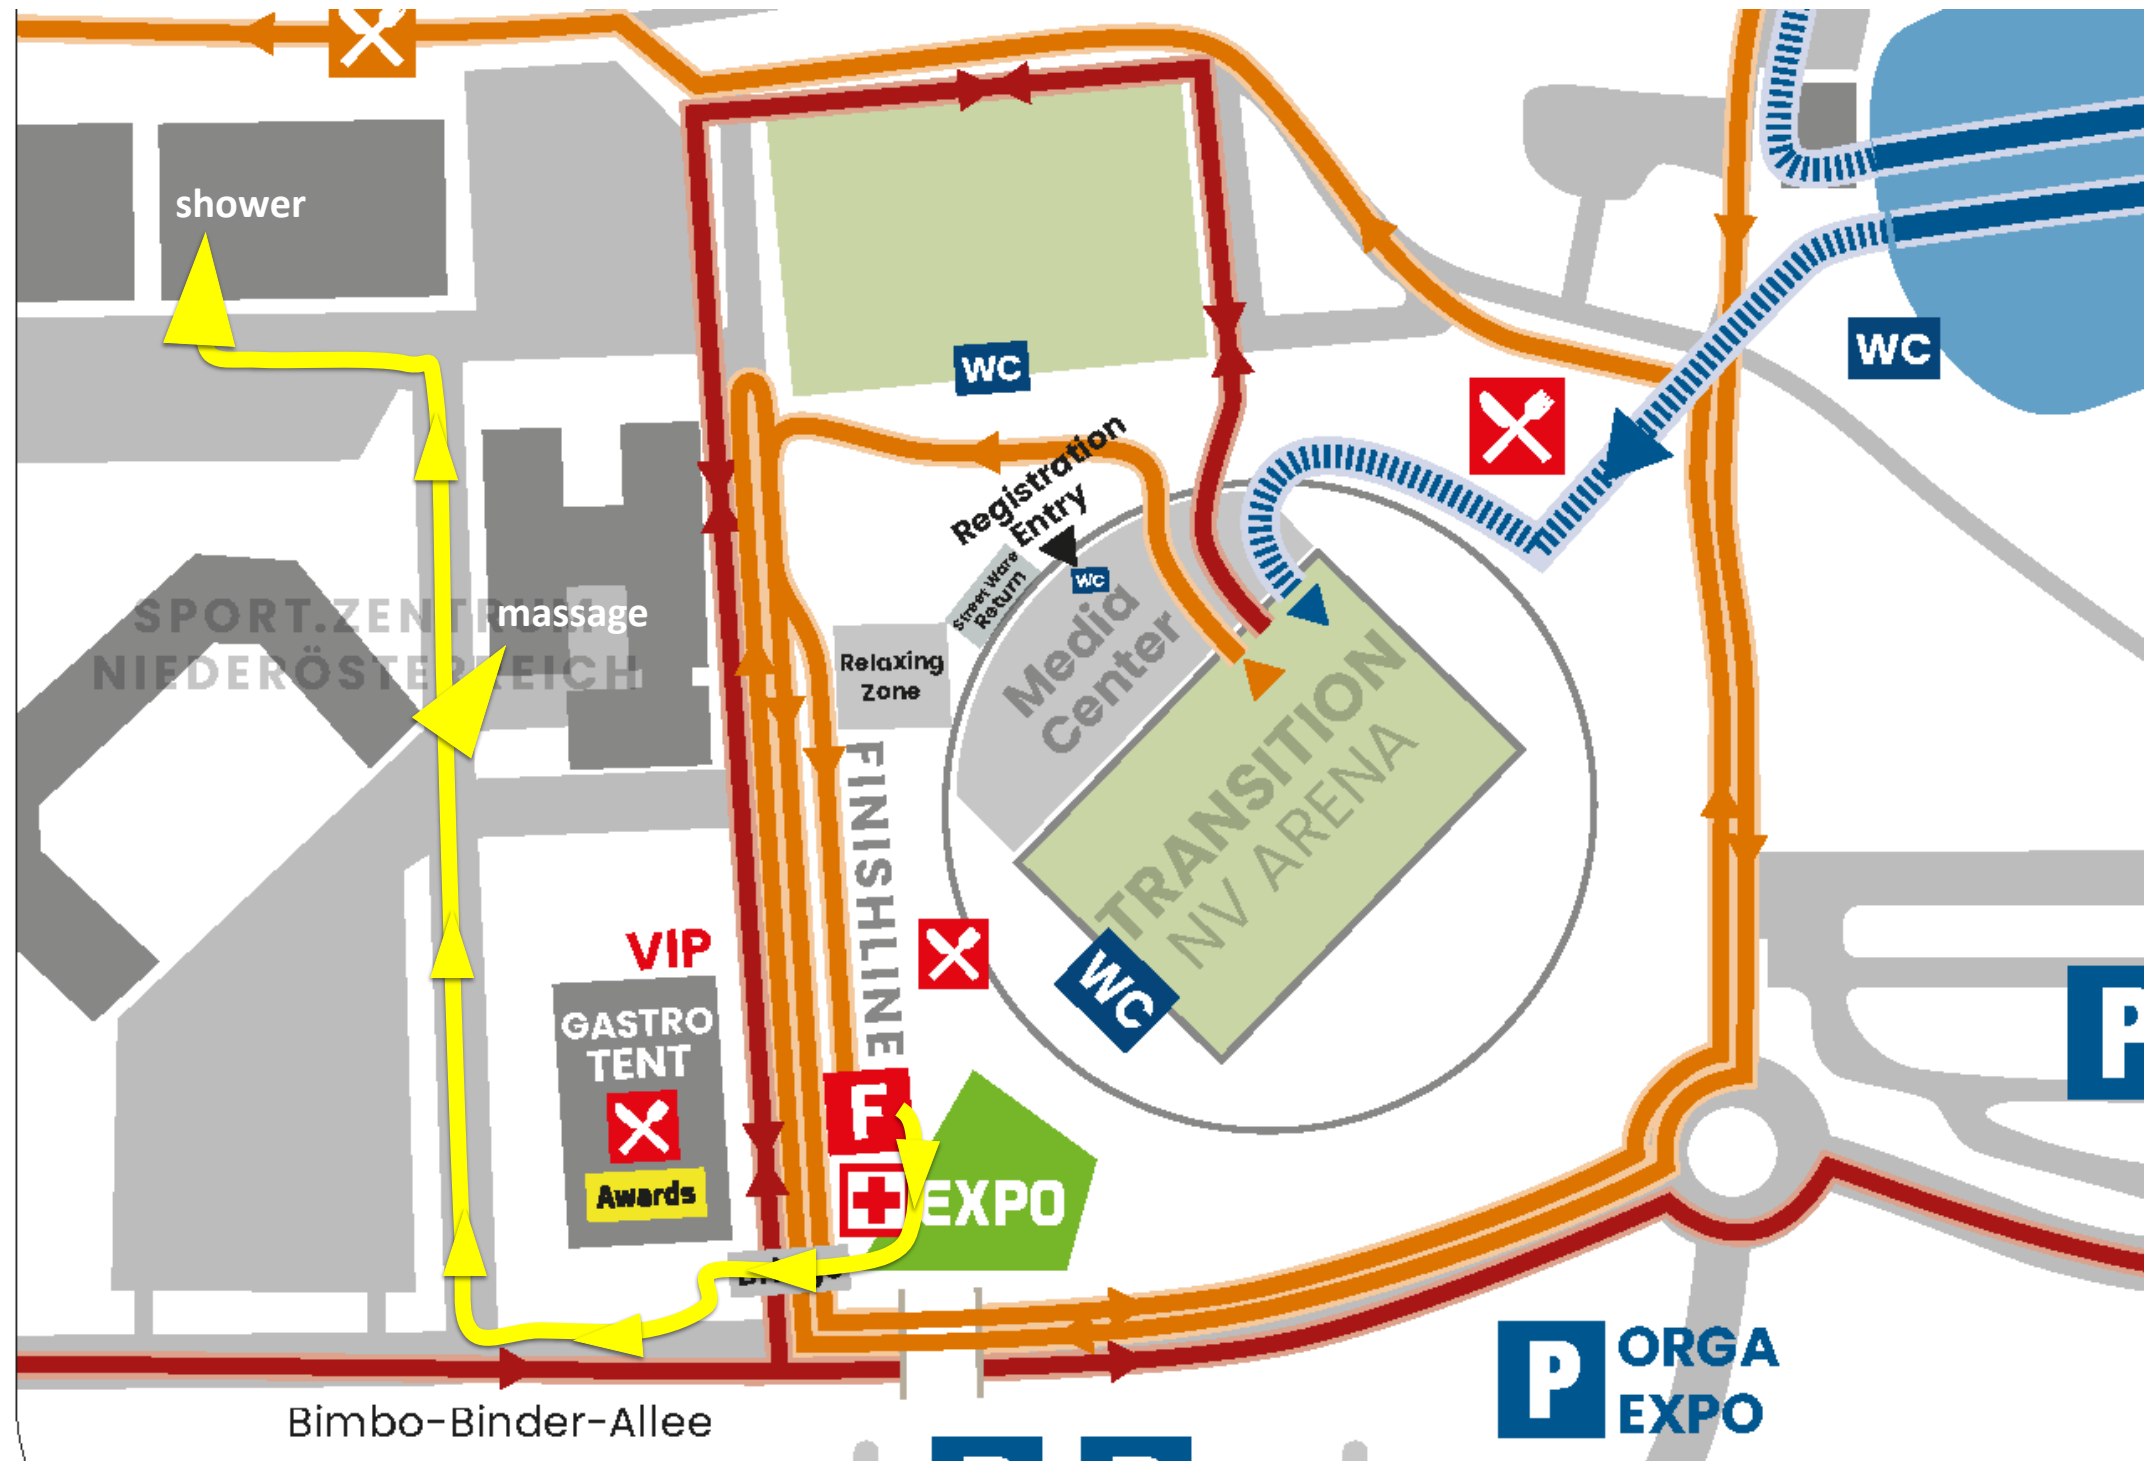 shower
WC
WC
Registration
Entry
Street Ware
Return
WC
SPORT.ZENTRUM
NIEDERÖSTERREICH
massage
Relaxing
Zone
Media
Center
TRANSITION
NV ARENA
FINISHLINE
VIP
GASTRO
TENT
Awards
WC
F
EXPO
P
P
ORGA
EXPO
Bimbo-Binder-Allee